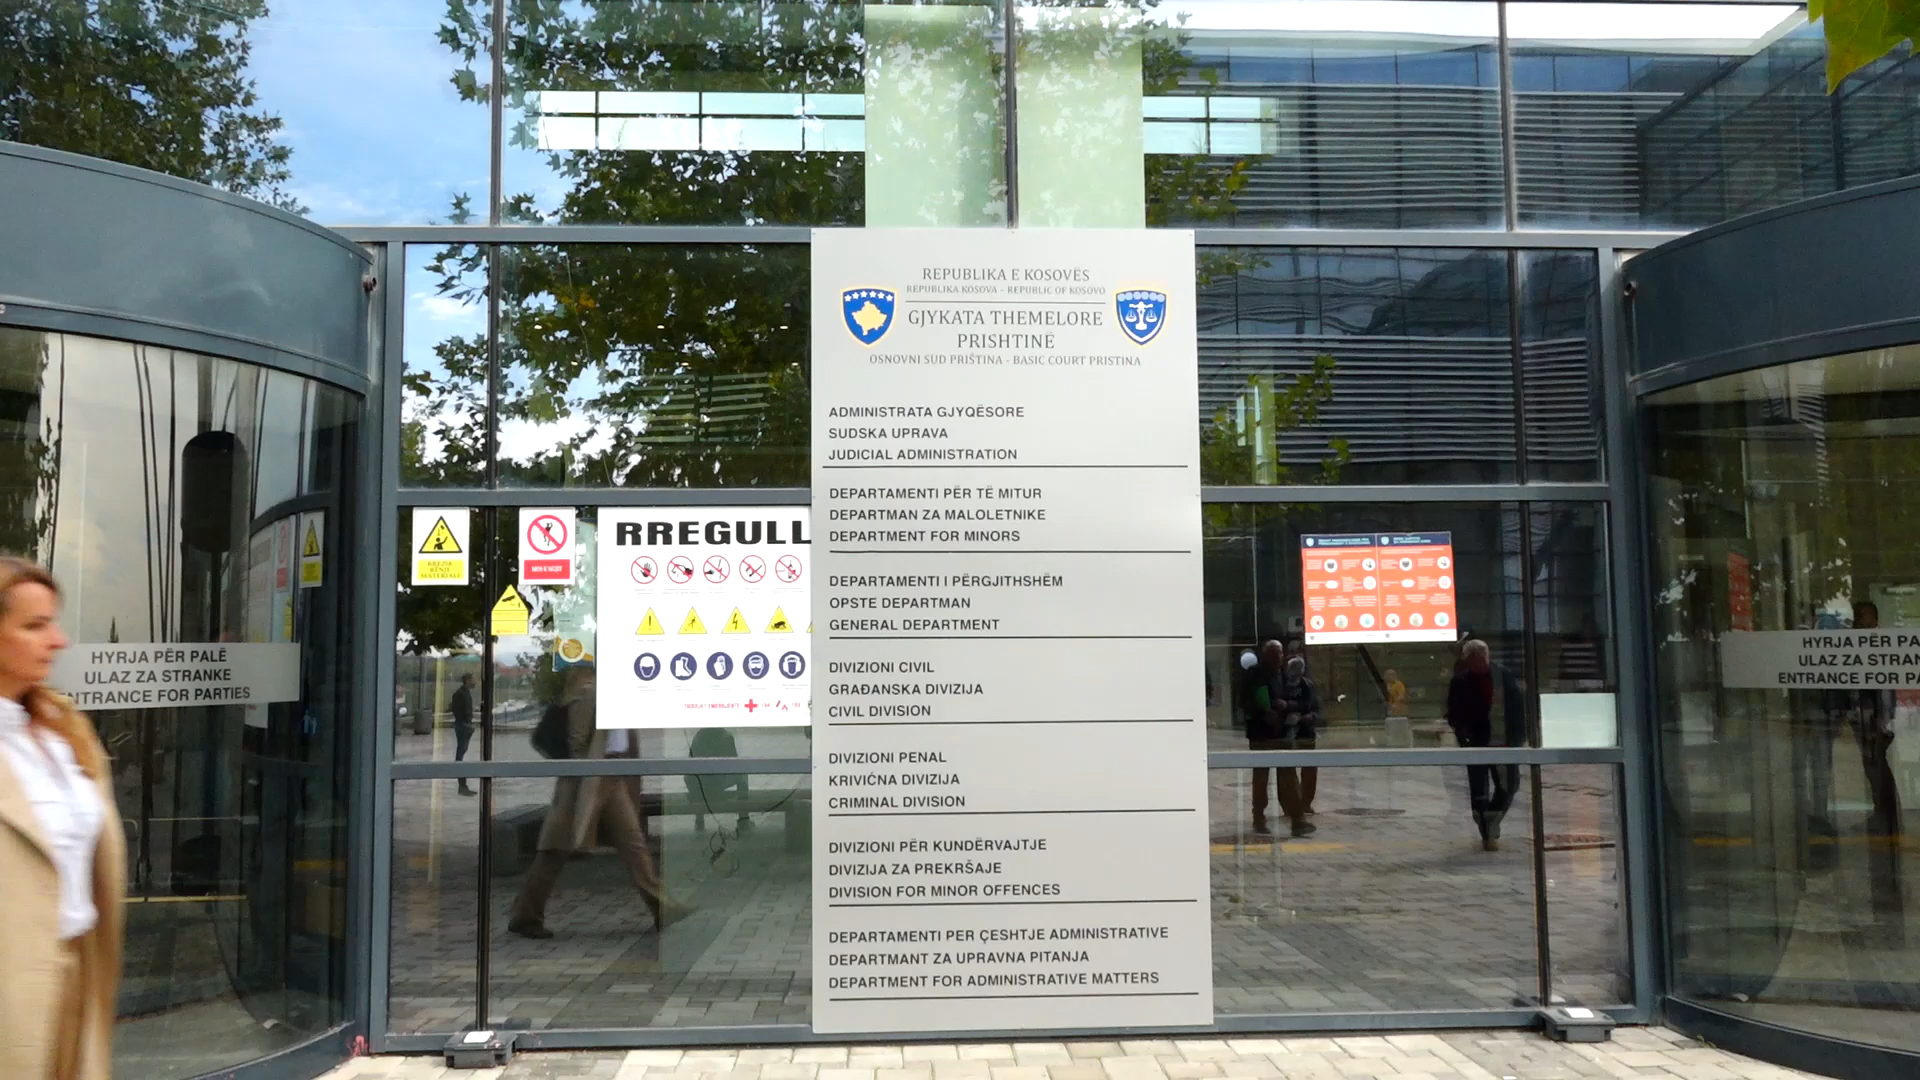 REPUBLIKA E KOSOVËS
REPUBLIKA KOSOVA - REPUBLIC OF KOSOVO
GJYKATA THEMELORE
PRISHTINË
OSNOVNI SUD PRIŠTINA - BASIC COURT PRISTINA
ADMINISTRATA GJYQËSORE
SUDSKA UPRAVA
JUDICIAL ADMINISTRATION
DEPARTAMENTI PËR TË MITUR
DEPARTMAN ZA MALOLETNIKE
DEPARTMENT FOR MINORS
DEPARTAMENTI I PËRGJITHSHËM
OPSTE DEPARTMAN
GENERAL DEPARTMENT
DIVIZIONI CIVIL
GRAĐANSKA DIVIZIJA
CIVIL DIVISION
DIVIZIONI PENAL
KRIVIĆNA DIVIZIJA
CRIMINAL DIVISION
DIVIZIONI PËR KUNDËRVAJTJE
DIVIZIJA ZA PREKRŠAJE
DIVISION FOR MINOR OFFENCES
DEPARTAMENTI PER ÇESHTJE ADMINISTRATIVE
DEPARTMANT ZA UPRAVNA PITANJA
DEPARTMENT FOR ADMINISTRATIVE MATTERS
RREGULL
HYRJA PËR PALË
ULAZ ZA STRANKE
ENTRANCE FOR PARTIES
HYRJA PËR PA
ULAZ ZA STRAN
ENTRANCE FOR PA